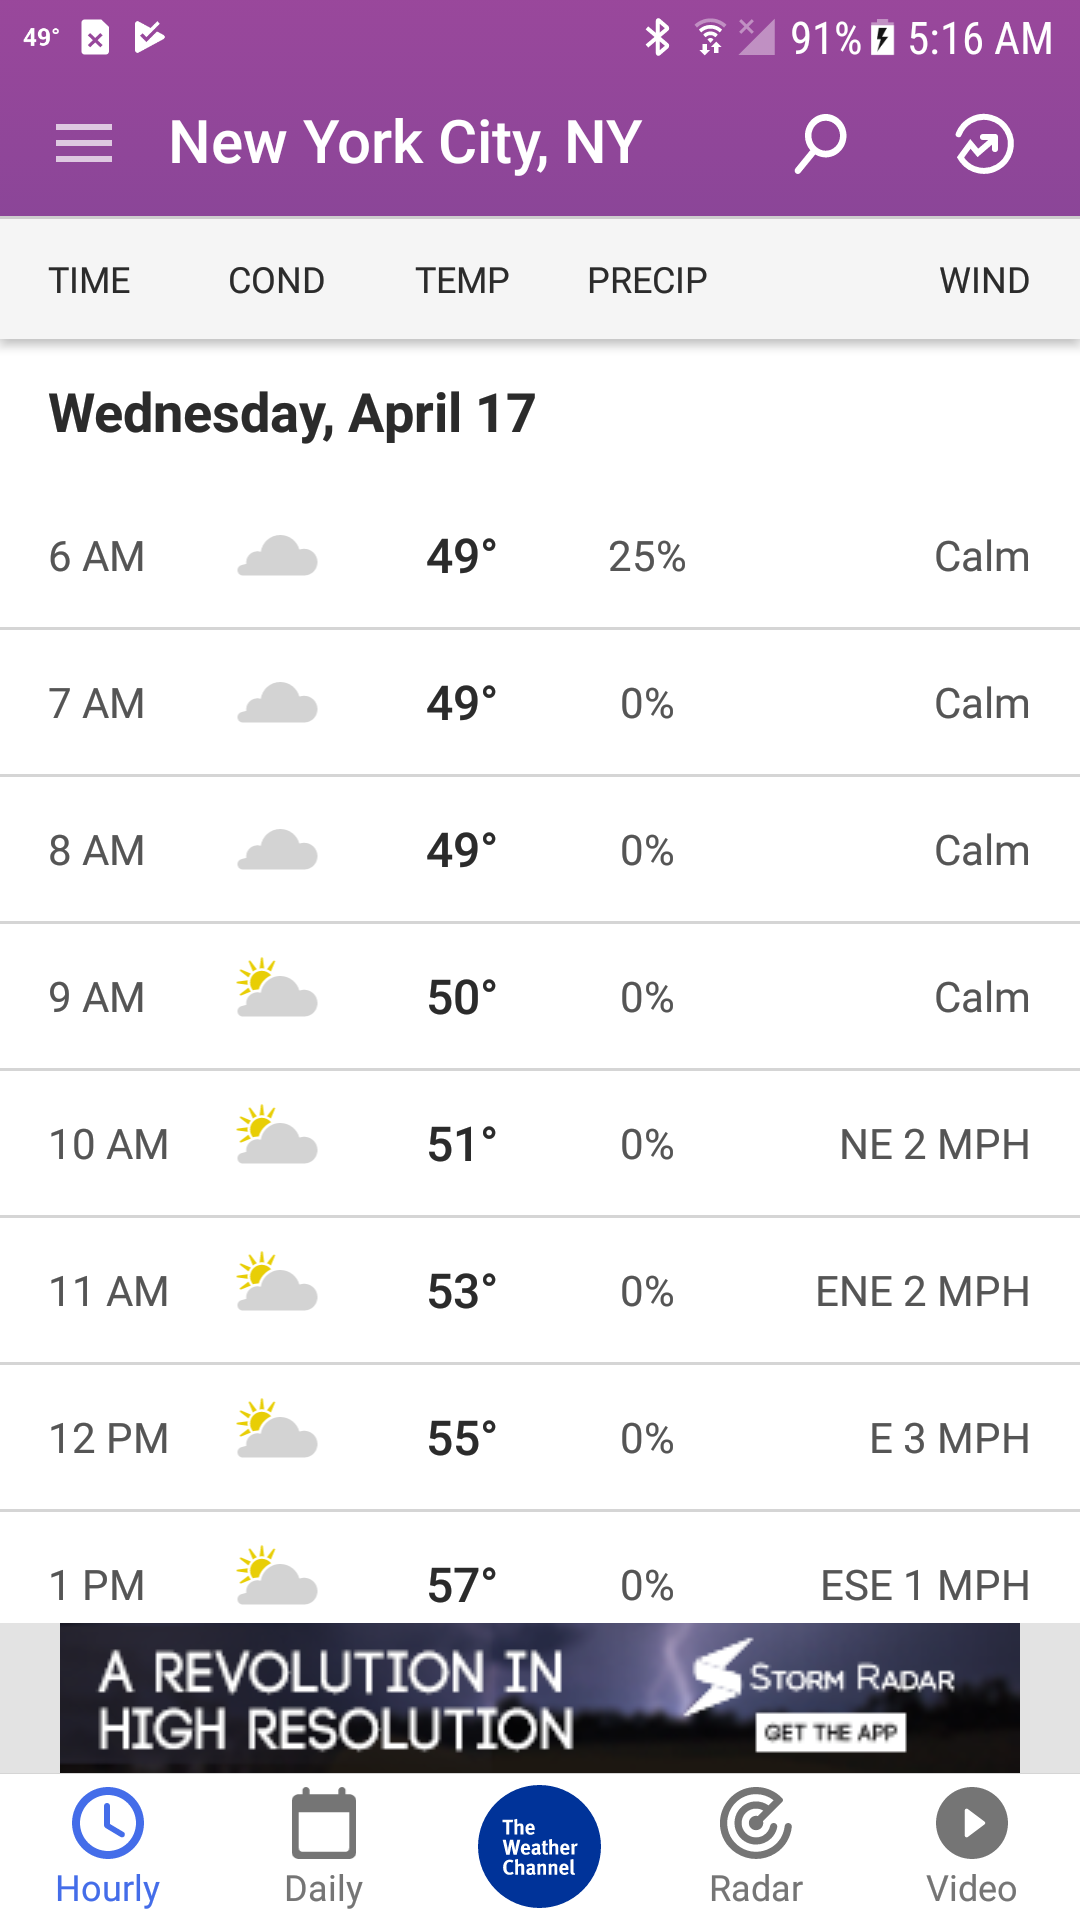 49° 91% 5:16 AM
New York City, NY
TIME COND TEMP PRECIP WIND
Wednesday, April 17
6 AM 49° 25% Calm
7 AM 49° 0% Calm
8 AM 49° 0% Calm
9 AM 50° 0% Calm
10 AM 51° 0% NE 2 MPH
11 AM 53° 0% ENE 2 MPH
12 PM 55° 0% E 3 MPH
1 PM 57° 0% ESE 1 MPH
A REVOLUTION IN
HIGH RESOLUTION
STORM RADAR
GET THE APP
The
Weather
Channel
Hourly Daily Radar Video